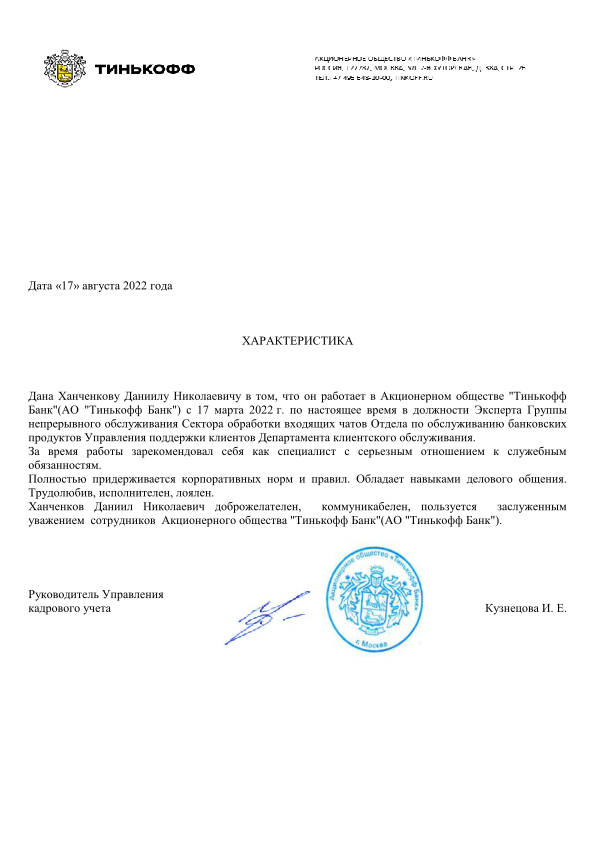 ТИНЬКОФФ
АКЦИОНЕРНОЕ ОБЩЕСТВО «ТИНЬКОФФ БАНК»
РОССИЯ, 127287, МОСКВА, УЛ. 2-Я ХУТОРСКАЯ, Д. 38А, СТР. 26
ТЕЛ.: +7 495 648-10-00, TINKOFF.RU
Дата «17» августа 2022 года
ХАРАКТЕРИСТИКА
Дана Ханченкову Даниилу Николаевичу в том, что он работает в Акционерном обществе "Тинькофф
Банк"(АО "Тинькофф Банк") с 17 марта 2022 г. по настоящее время в должности Эксперта Группы
непрерывного обслуживания Сектора обработки входящих чатов Отдела по обслуживанию банковских
продуктов Управления поддержки клиентов Департамента клиентского обслуживания.
За время работы зарекомендовал себя как специалист с серьезным отношением к служебным
обязанностям.
Полностью придерживается корпоративных норм и правил. Обладает навыками делового общения.
Трудолюбив, исполнителен, лоялен.
Ханченков Даниил Николаевич доброжелателен, коммуникабелен, пользуется заслуженным
уважением сотрудников Акционерного общества "Тинькофф Банк"(АО "Тинькофф Банк").
Акционерное общество «Тинькофф Банк»
г. Москва
Руководитель Управления
кадрового учета
Кузнецова И. Е.